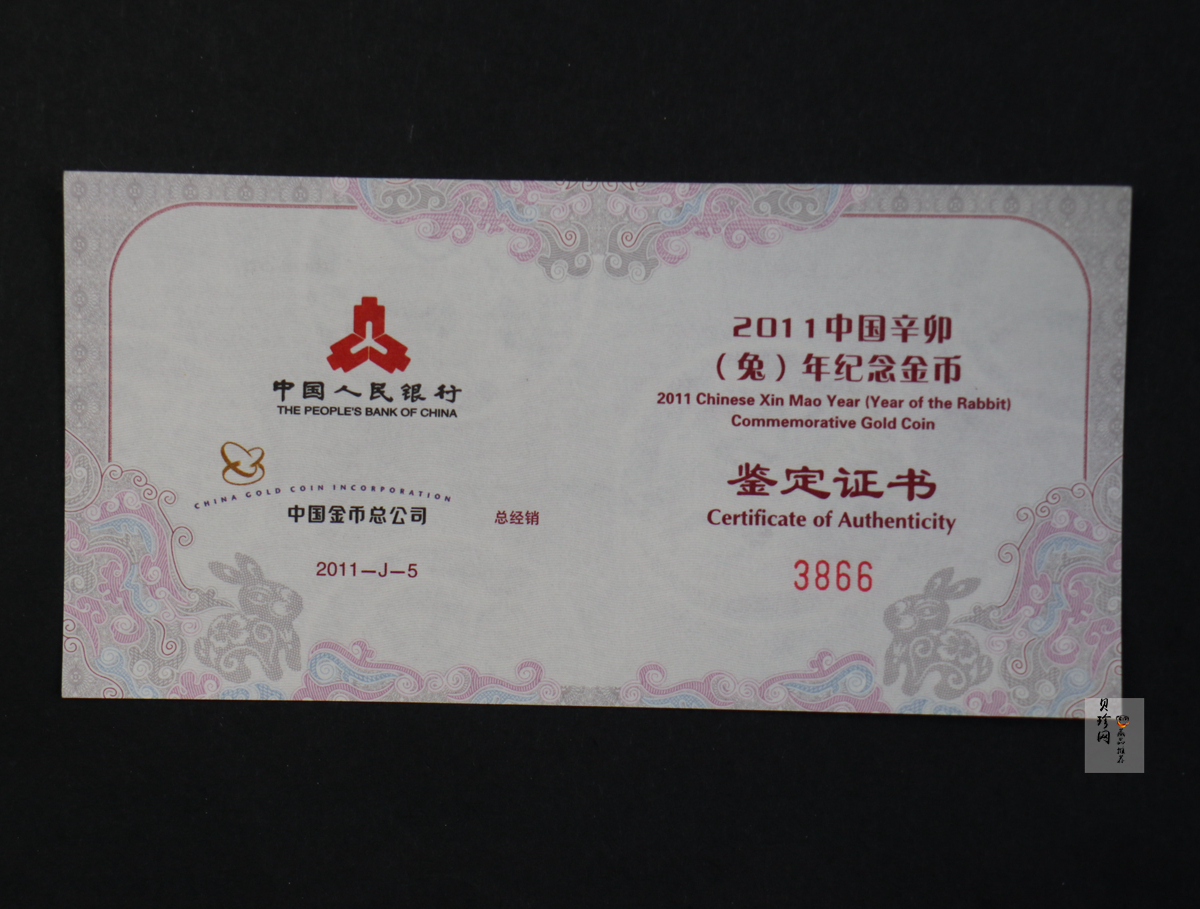 中国人民银行
THE PEOPLE'S BANK OF CHINA
CHINA GOLD COIN INCORPORATION
中国金币总公司 总经销
2011—J—5
2011中国辛卯
（兔）年纪念金币
2011 Chinese Xin Mao Year (Year of the Rabbit)
Commemorative Gold Coin
鉴定证书
Certificate of Authenticity
3866
贝珍网